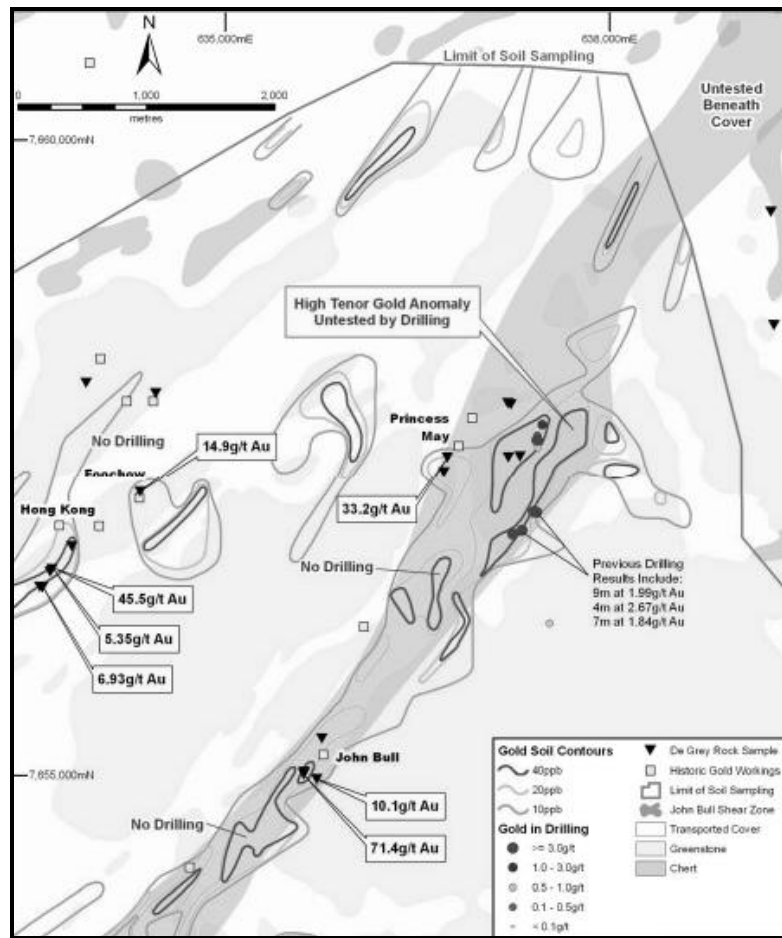 N
635,000mE
638,000mE
Limit of Soil Sampling
0
1,000
2,000
metres
Untested
Beneath
Cover
7,660,000mN
High Tenor Gold Anomaly
Untested by Drilling
Princess
May
No Drilling
14.9g/t Au
Foochow
Hong Kong
33.2g/t Au
No Drilling
Previous Drilling
Results Include:
9m at 1.99g/t Au
4m at 2.67g/t Au
7m at 1.84g/t Au
45.5g/t Au
5.35g/t Au
6.93g/t Au
7,655,000mN
John Bull
10.1g/t Au
No Drilling
71.4g/t Au
Gold Soil Contours
40ppb
20ppb
10ppb
Gold in Drilling
>= 3.0g/t
1.0 - 3.0g/t
0.5 - 1.0g/t
0.1 - 0.5g/t
< 0.1g/t
De Grey Rock Sample
Historic Gold Workings
Limit of Soil Sampling
John Bull Shear Zone
Transported Cover
Greenstone
Chert